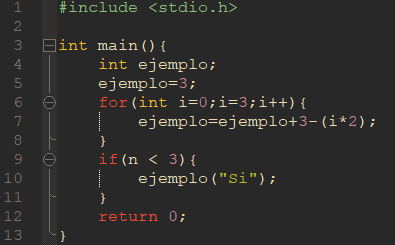 1 #include <stdio.h>
2
3 int main(){
4     int ejemplo;
5     ejemplo=3;
6     for(int i=0;i=3;i++){
7         ejemplo=ejemplo+3-(i*2);
8     }
9     if(n < 3){
10         ejemplo("Si");
11     }
12     return 0;
13 }